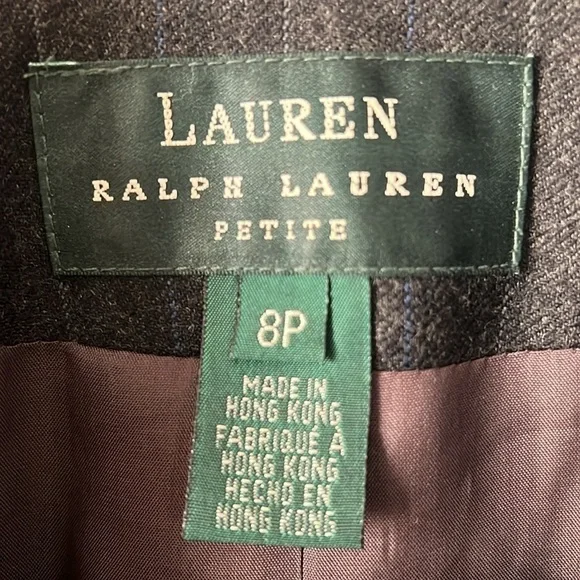 LAUREN
RALPH LAUREN
PETITE
8P
MADE IN
HONG KONG
FABRIQUÉ À
HONG KONG
HECHO EN
HONG KONG